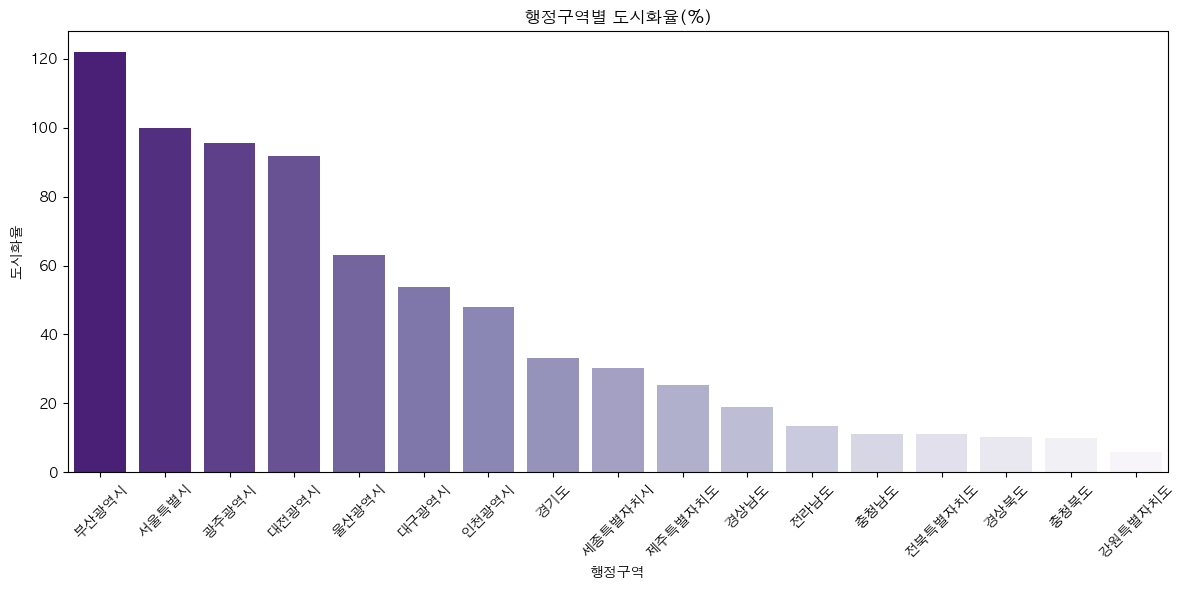 행정구역별 도시화율(%)
도시화율
120
100
80
60
40
20
0
부산광역시
서울특별시
광주광역시
대전광역시
울산광역시
대구광역시
인천광역시
경기도
세종특별자치시
제주특별자치도
경상남도
전라남도
충청남도
전북특별자치도
경상북도
충청북도
강원특별자치도
행정구역